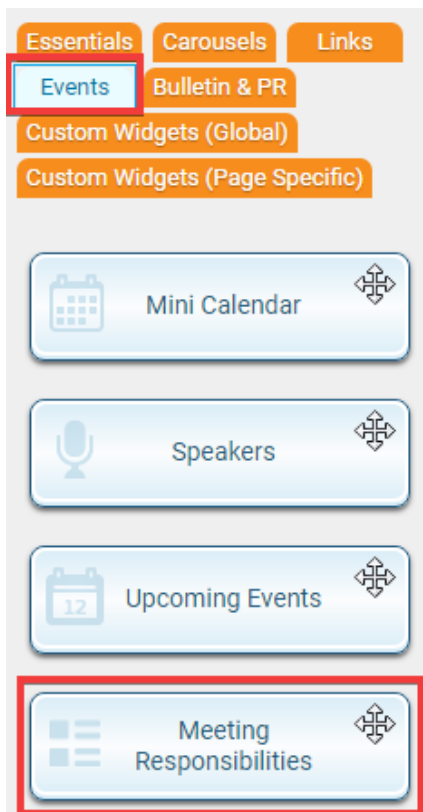 Essentials Carousels Links
Events Bulletin & PR
Custom Widgets (Global)
Custom Widgets (Page Specific)
Mini Calendar
Speakers
12
Upcoming Events
Meeting
Responsibilities